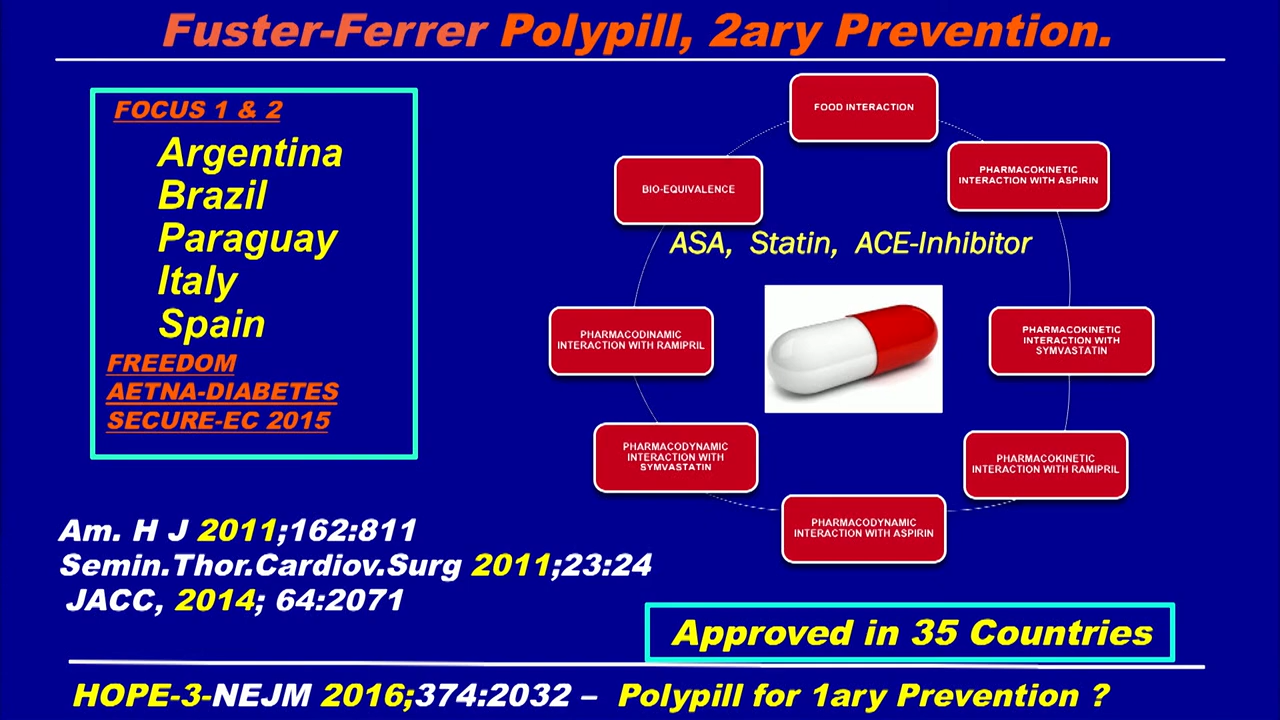 Fuster-Ferrer Polypill, 2ary Prevention.
FOCUS 1 & 2
Argentina
Brazil
Paraguay
Italy
Spain
FREEDOM
AETNA-DIABETES
SECURE-EC 2015
FOOD INTERACTION
PHARMACOKINETIC
INTERACTION WITH ASPIRIN
PHARMACOKINETIC
INTERACTION WITH
SYMVASTATIN
PHARMACOKINETIC
INTERACTION WITH RAMIPRIL
PHARMACODYNAMIC
INTERACTION WITH ASPIRIN
PHARMACODYNAMIC
INTERACTION WITH
SYMVASTATIN
PHARMACODINAMIC
INTERACTION WITH RAMIPRIL
BIO-EQUIVALENCE
ASA, Statin, ACE-Inhibitor
Am. H J 2011;162:811
Semin.Thor.Cardiov.Surg 2011;23:24
JACC, 2014; 64:2071
Approved in 35 Countries
HOPE-3-NEJM 2016;374:2032 – Polypill for 1ary Prevention ?